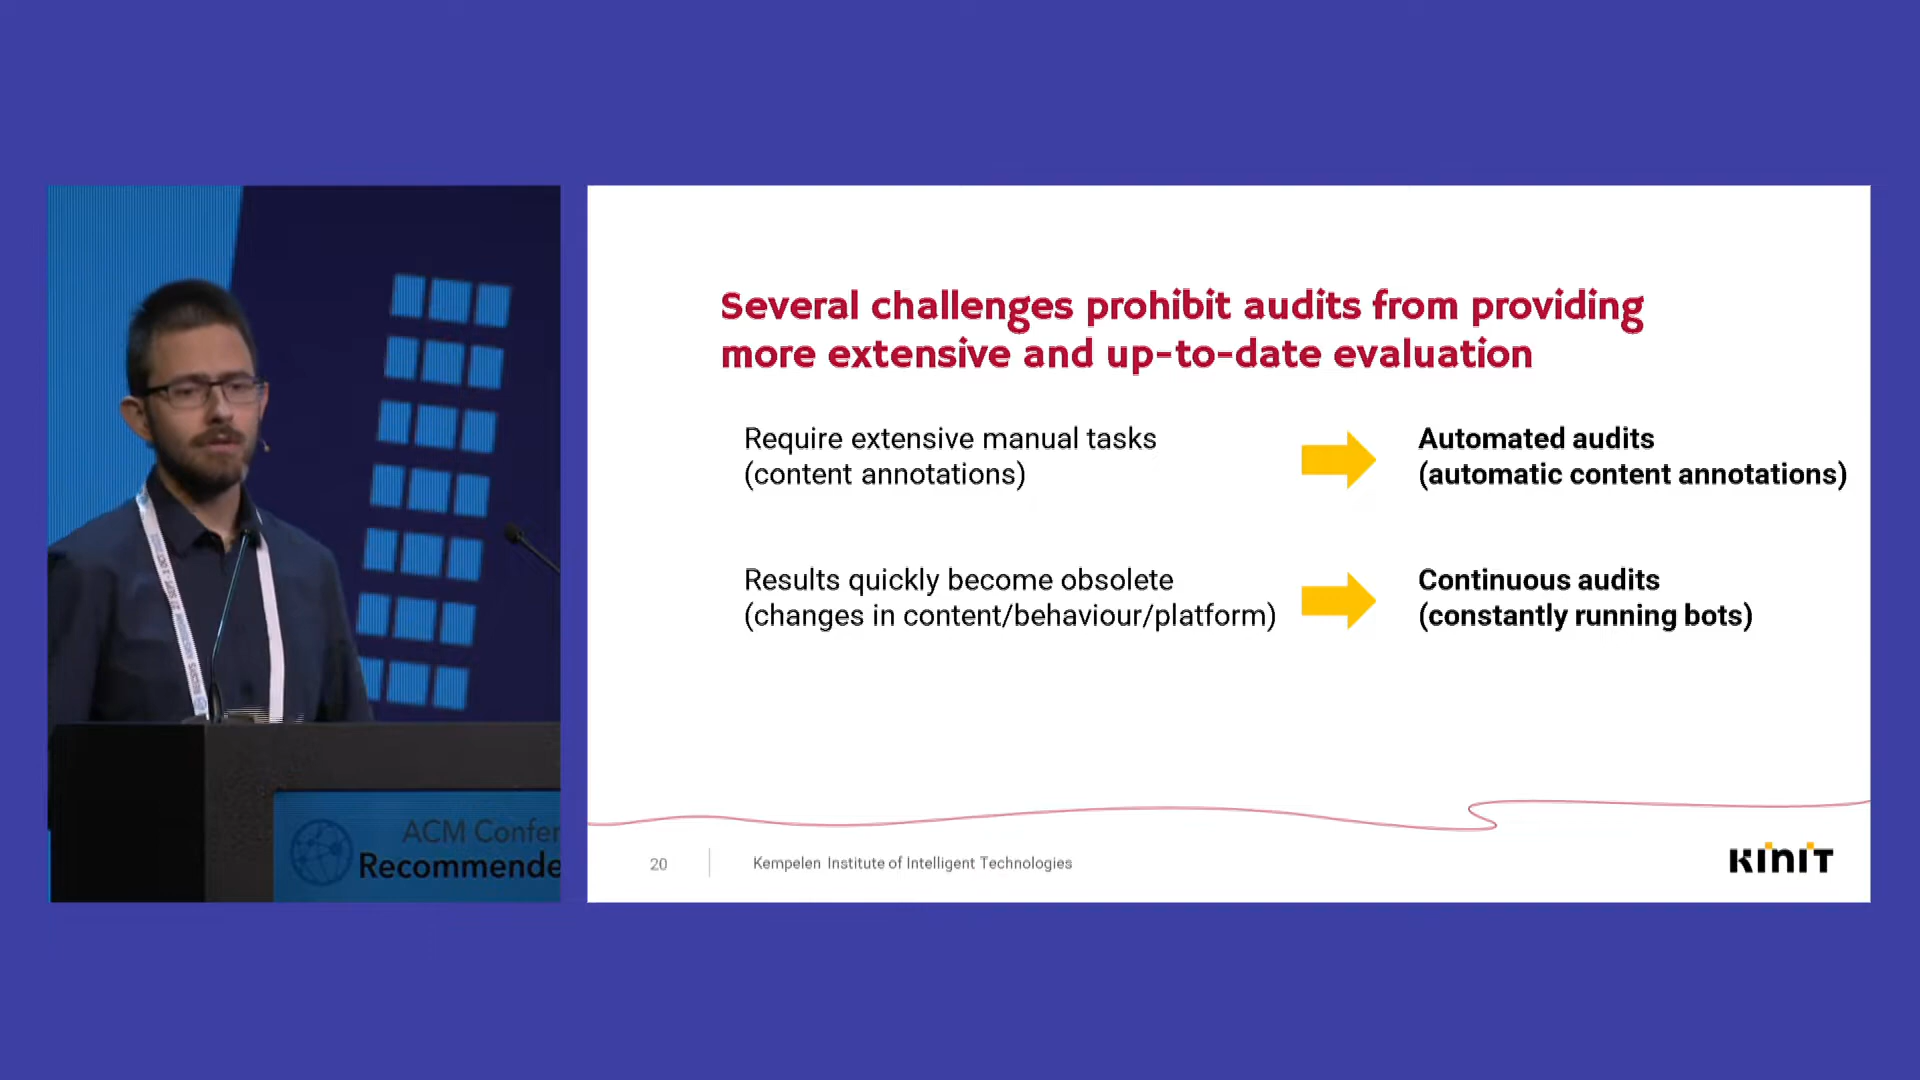 Several challenges prohibit audits from providing
more extensive and up-to-date evaluation
Require extensive manual tasks
(content annotations)
Automated audits
(automatic content annotations)
Results quickly become obsolete
(changes in content/behaviour/platform)
Continuous audits
(constantly running bots)
20
Kempelen Institute of Intelligent Technologies
KInIT
ACM Confer
Recommende